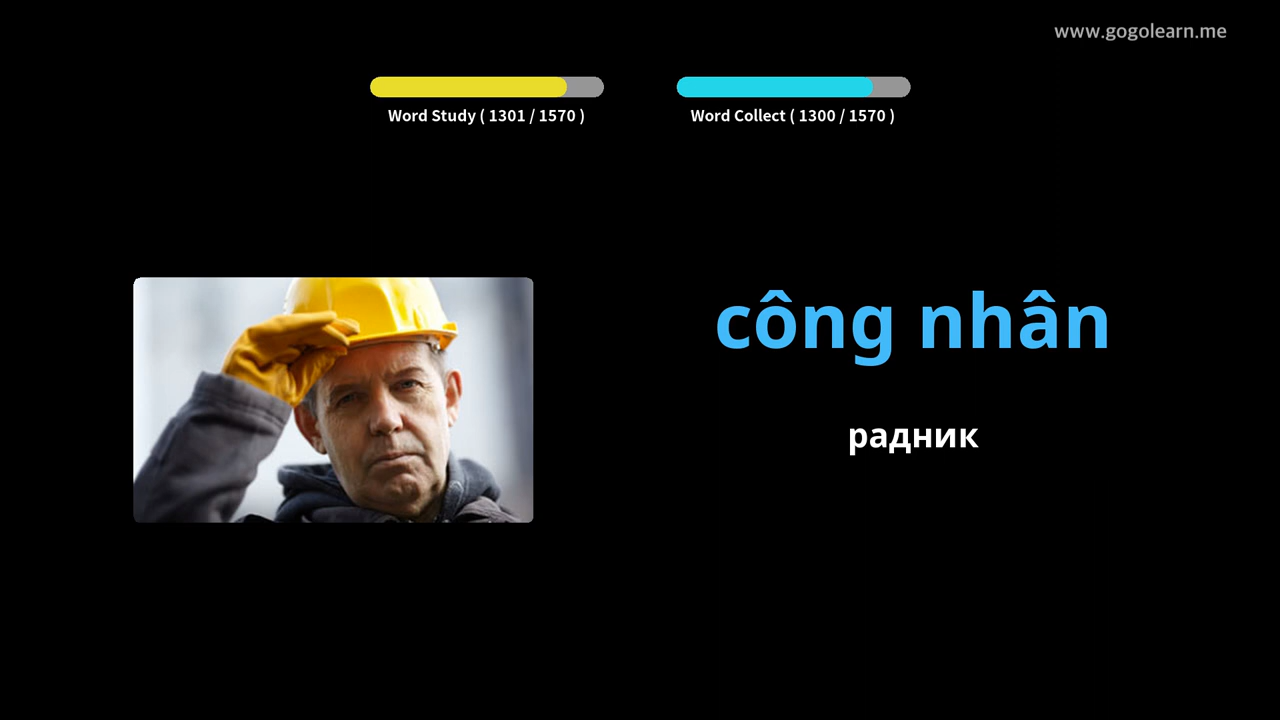 www.gogolearn.me
Word Study ( 1301 / 1570 )
Word Collect ( 1300 / 1570 )
công nhân
радник